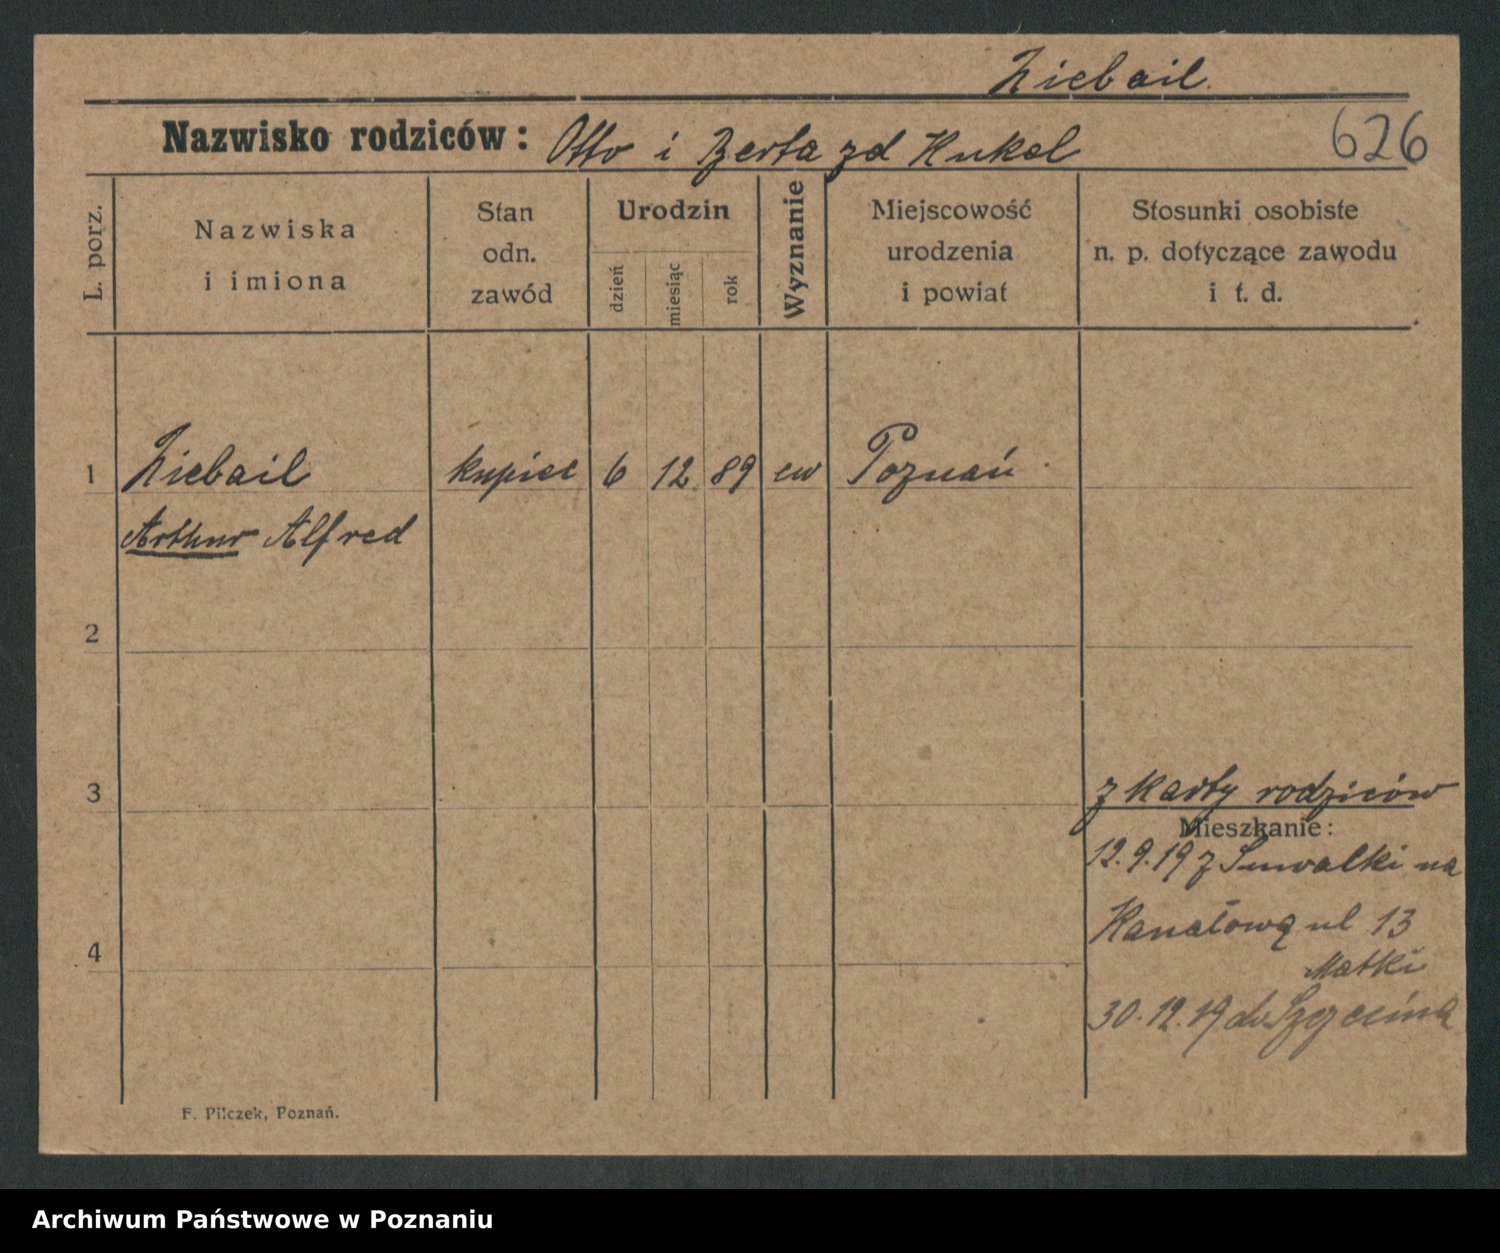 Liebail
Nazwisko rodziców: Otto i Berta zd Kukel 626
L. porz.
Nazwiska
i imiona
Stan
odn.
zawód
Urodzin
dzień
miesiąc
rok
Wyznanie
Miejscowość
urodzenia
i powiat
Stosunki osobiste
n. p. dotyczące zawodu
i t. d.
1 Liebail kupiec 6 12 89 ew Poznań
Arthur Alfred
2
3
z karty rodziców
Mieszkanie:
12.9.19 z Suwalki na
Kanałową ul 13
Matki
4
30.12.19 do Szczecina
F. Pilczek, Poznań.
Archiwum Państwowe w Poznaniu